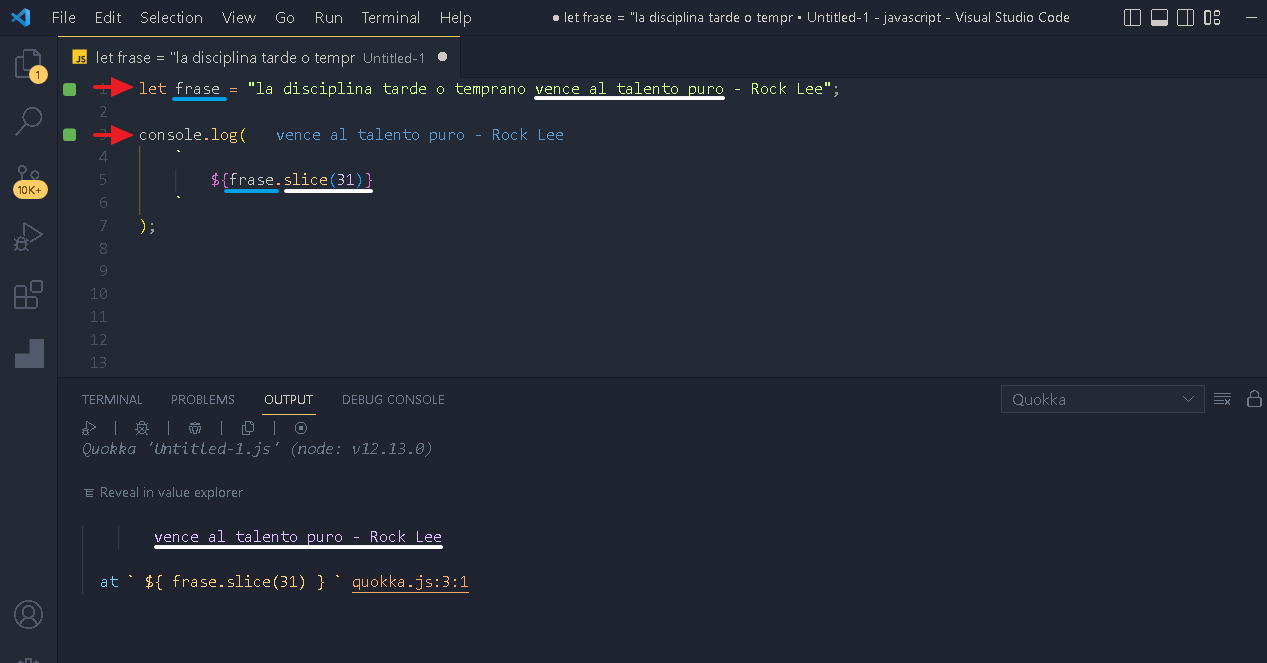 File Edit Selection View Go Run Terminal Help
● let frase = "la disciplina tarde o tempr • Untitled-1 - javascript - Visual Studio Code
JS let frase = "la disciplina tarde o tempr Untitled-1 ●
1
10K+
1 let frase = "la disciplina tarde o temprano vence al talento puro - Rock Lee";
2
3 console.log( vence al talento puro - Rock Lee
4 `
5 ${frase.slice(31)}
6 `
7 );
8
9
10
11
12
13
TERMINAL PROBLEMS OUTPUT DEBUG CONSOLE
Quokka
Quokka 'Untitled-1.js' (node: v12.13.0)
Reveal in value explorer
vence al talento puro - Rock Lee
at ` ${ frase.slice(31) } ` quokka.js:3:1